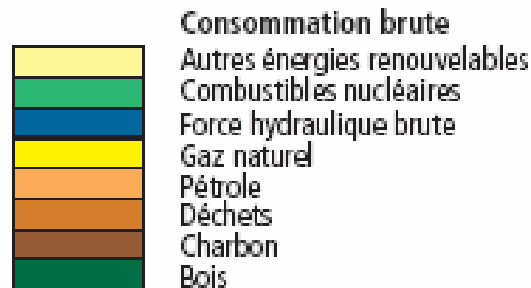 Consommation brute
Autres énergies renouvelables
Combustibles nucléaires
Force hydraulique brute
Gaz naturel
Pétrole
Déchets
Charbon
Bois